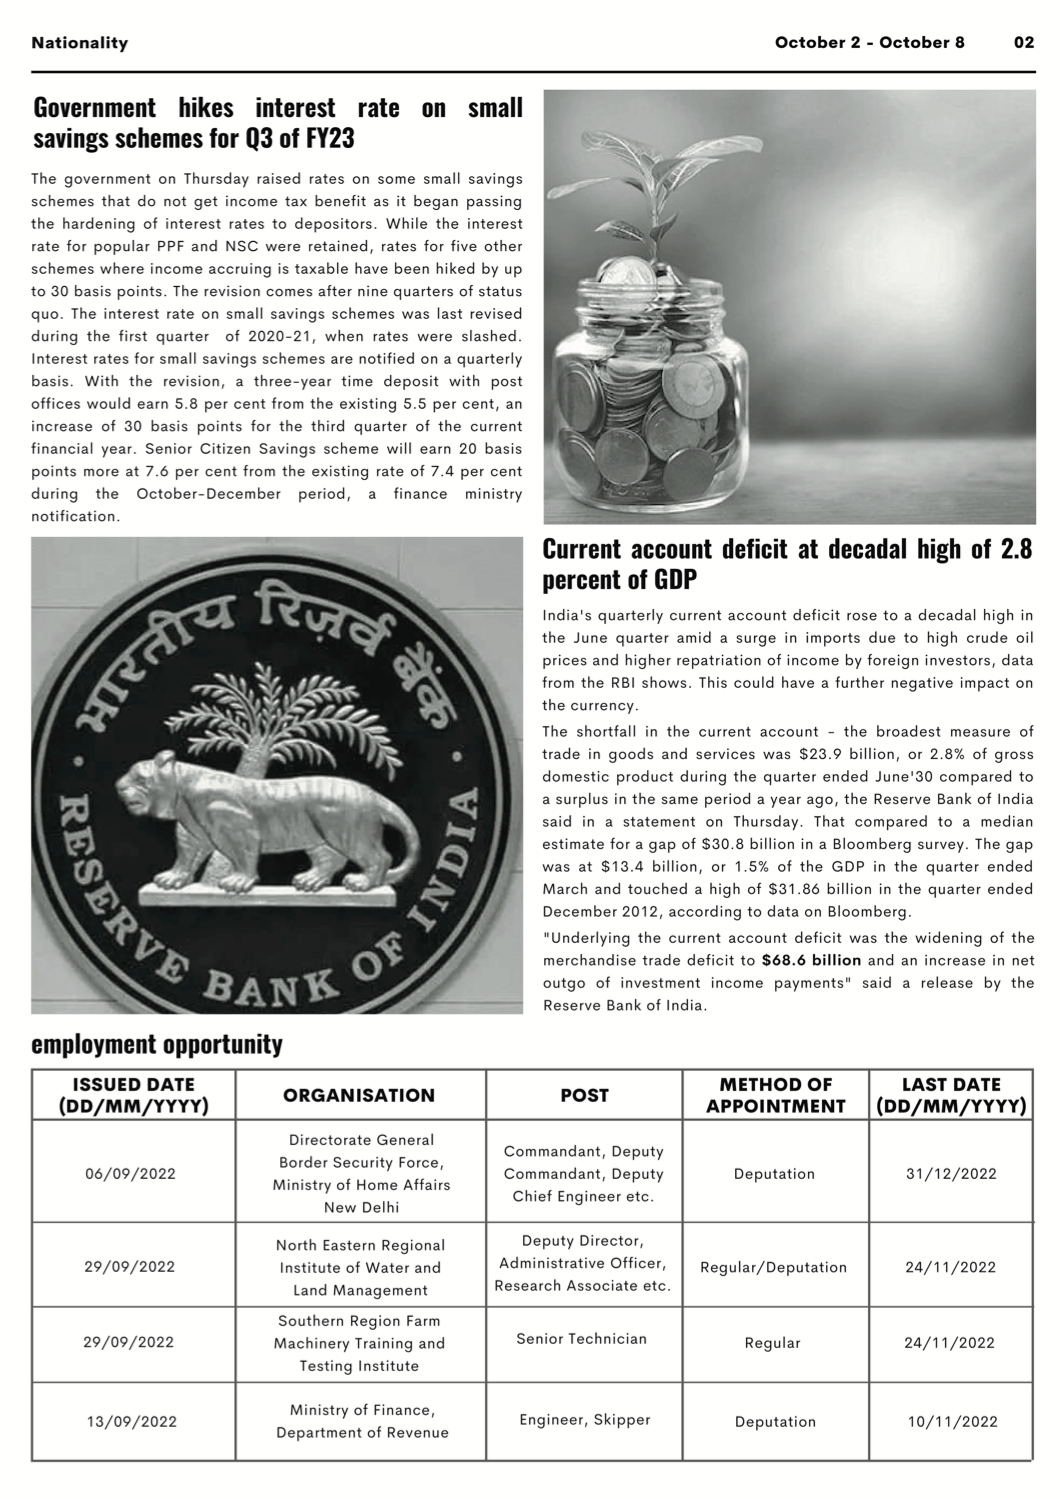 Nationality
October 2 - October 8 02
Government hikes interest rate on small
savings schemes for Q3 of FY23
The government on Thursday raised rates on some small savings
schemes that do not get income tax benefit as it began passing
the hardening of interest rates to depositors. While the interest
rate for popular PPF and NSC were retained, rates for five other
schemes where income accruing is taxable have been hiked by up
to 30 basis points. The revision comes after nine quarters of status
quo. The interest rate on small savings schemes was last revised
during the first quarter of 2020-21, when rates were slashed.
Interest rates for small savings schemes are notified on a quarterly
basis. With the revision, a three-year time deposit with post
offices would earn 5.8 per cent from the existing 5.5 per cent, an
increase of 30 basis points for the third quarter of the current
financial year. Senior Citizen Savings scheme will earn 20 basis
points more at 7.6 per cent from the existing rate of 7.4 per cent
during the October-December period, a finance ministry
notification.
भारतीय रिज़र्व बैंक
RESERVE BANK OF INDIA
Current account deficit at decadal high of 2.8
percent of GDP
India's quarterly current account deficit rose to a decadal high in
the June quarter amid a surge in imports due to high crude oil
prices and higher repatriation of income by foreign investors, data
from the RBI shows. This could have a further negative impact on
the currency.
The shortfall in the current account - the broadest measure of
trade in goods and services was $23.9 billion, or 2.8% of gross
domestic product during the quarter ended June'30 compared to
a surplus in the same period a year ago, the Reserve Bank of India
said in a statement on Thursday. That compared to a median
estimate for a gap of $30.8 billion in a Bloomberg survey. The gap
was at $13.4 billion, or 1.5% of the GDP in the quarter ended
March and touched a high of $31.86 billion in the quarter ended
December 2012, according to data on Bloomberg.
"Underlying the current account deficit was the widening of the
merchandise trade deficit to $68.6 billion and an increase in net
outgo of investment income payments" said a release by the
Reserve Bank of India.
employment opportunity
ISSUED DATE
(DD/MM/YYYY)
ORGANISATION
POST
METHOD OF
APPOINTMENT
LAST DATE
(DD/MM/YYYY)
06/09/2022
Directorate General
Border Security Force,
Ministry of Home Affairs
New Delhi
Commandant, Deputy
Commandant, Deputy
Chief Engineer etc.
Deputation
31/12/2022
29/09/2022
North Eastern Regional
Institute of Water and
Land Management
Deputy Director,
Administrative Officer,
Research Associate etc.
Regular/Deputation
24/11/2022
29/09/2022
Southern Region Farm
Machinery Training and
Testing Institute
Senior Technician
Regular
24/11/2022
13/09/2022
Ministry of Finance,
Department of Revenue
Engineer, Skipper
Deputation
10/11/2022